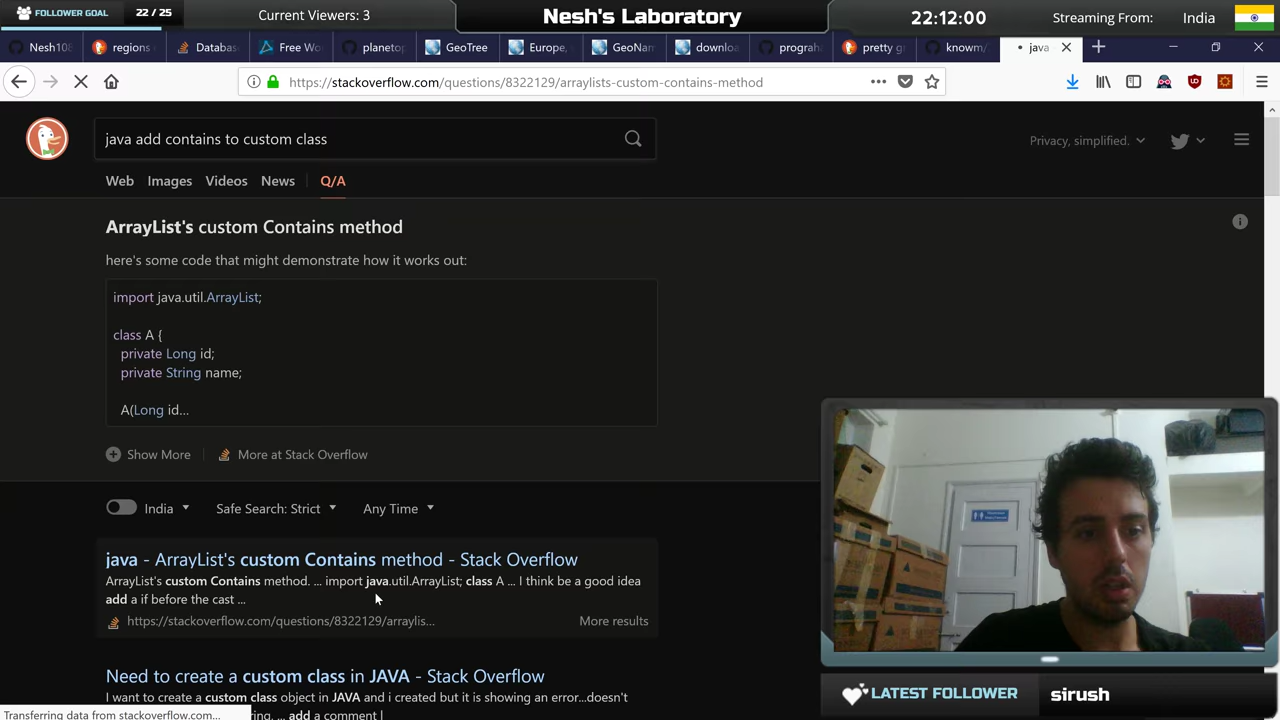 FOLLOWER GOAL 22 / 25
Current Viewers: 3
Nesh's Laboratory
22:12:00
Streaming From: India
Nesh108
regions
Databas
Free Wo
planetop
GeoTree
Europe,
GeoNam
downloa
prograh
pretty g
knowm/
java
https://stackoverflow.com/questions/8322129/arraylists-custom-contains-method
java add contains to custom class
Privacy, simplified.
Web Images Videos News Q/A
ArrayList's custom Contains method
here's some code that might demonstrate how it works out:
import java.util.ArrayList;
class A {
private Long id;
private String name;
A(Long id...
Show More More at Stack Overflow
India Safe Search: Strict Any Time
java - ArrayList's custom Contains method - Stack Overflow
ArrayList's custom Contains method. ... import java.util.ArrayList; class A ... I think be a good idea
add a if before the cast ...
https://stackoverflow.com/questions/8322129/arraylis...
More results
Need to create a custom class in JAVA - Stack Overflow
I want to create a custom class object in JAVA and i created but it is showing an error...doesn't
ring. ... add a comment |
Transferring data from stackoverflow.com...
LATEST FOLLOWER sirush